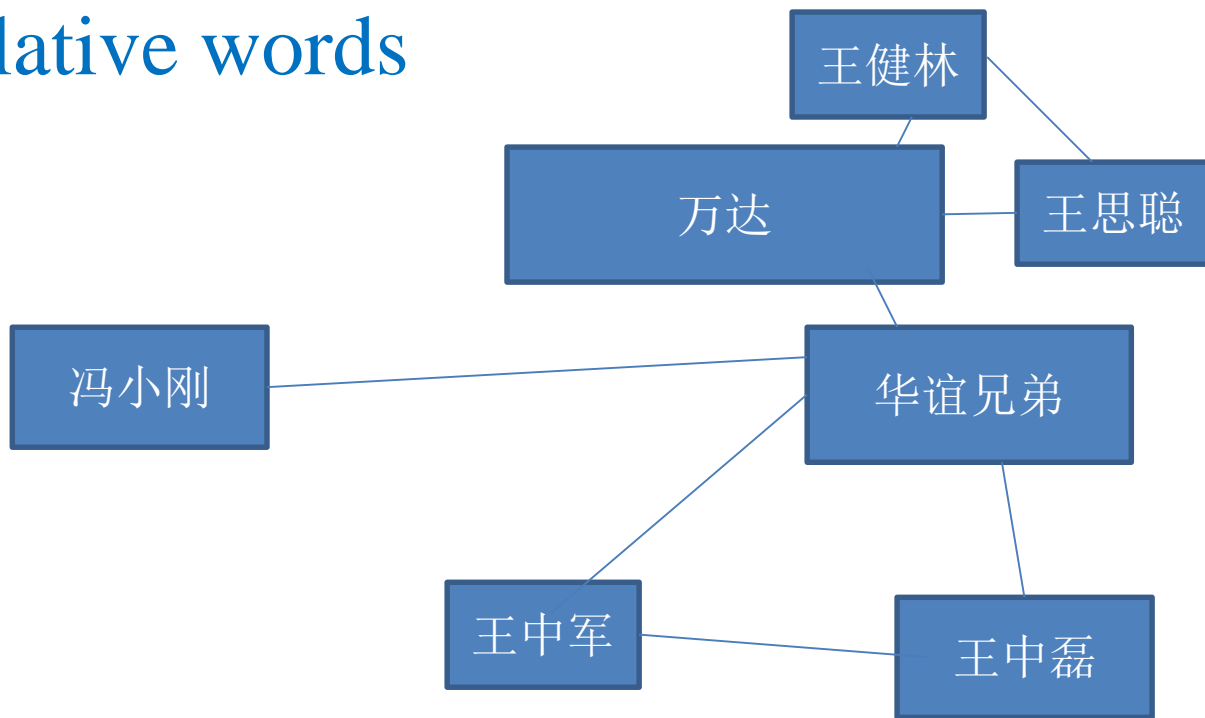 lative words
王健林
万达
王思聪
冯小刚
华谊兄弟
王中军
王中磊